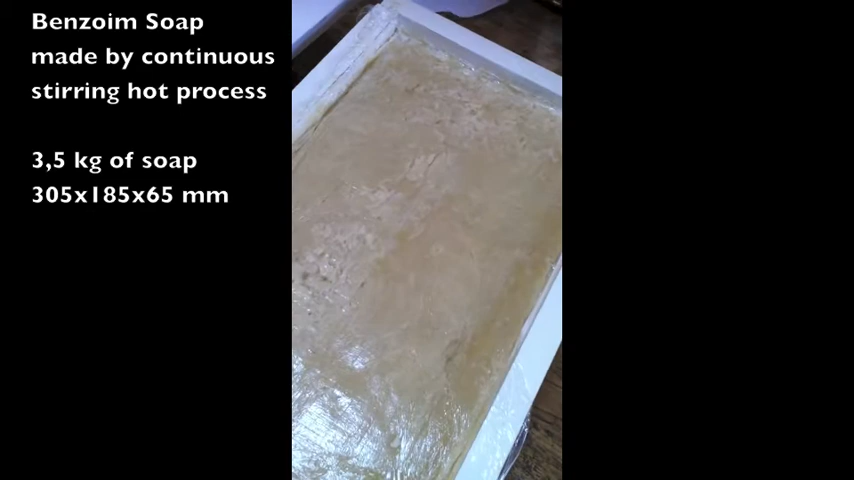 Benzoim Soap
made by continuous
stirring hot process
3,5 kg of soap
305x185x65 mm